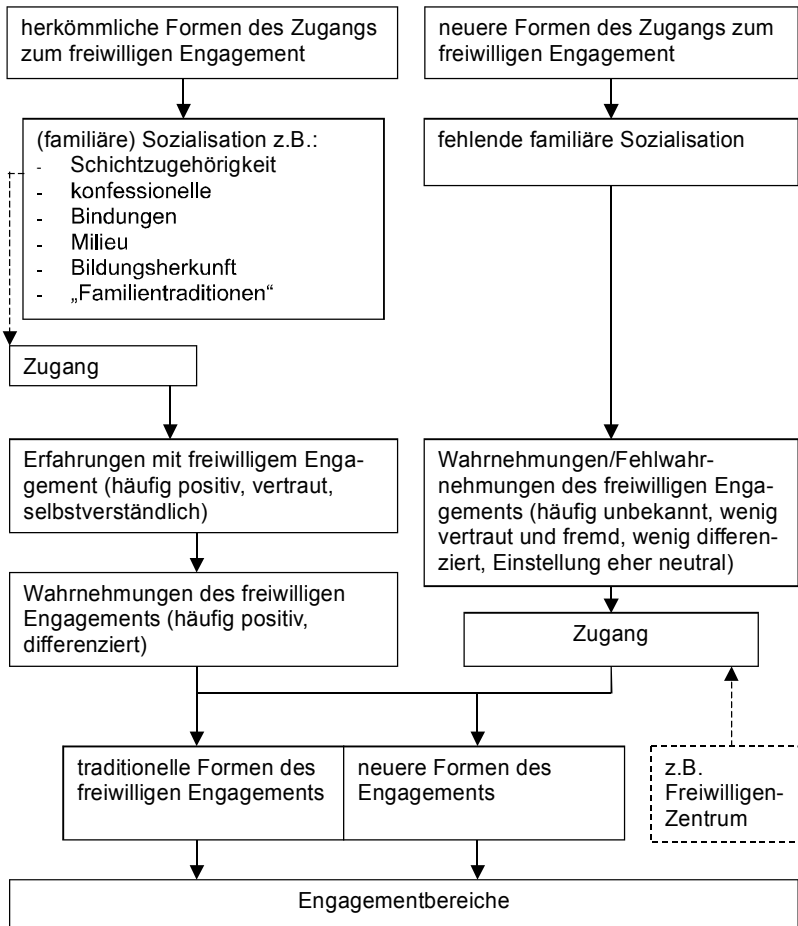 herkömmliche Formen des Zugangs
zum freiwilligen Engagement
neuere Formen des Zugangs zum
freiwilligen Engagement
(familiäre) Sozialisation z.B.:
- Schichtzugehörigkeit
- konfessionelle
- Bindungen
- Milieu
- Bildungsherkunft
- „Familientraditionen“
fehlende familiäre Sozialisation
Zugang
Erfahrungen mit freiwilligem Enga-
gement (häufig positiv, vertraut,
selbstverständlich)
Wahrnehmungen/Fehlwahr-
nehmungen des freiwilligen Enga-
gements (häufig unbekannt, wenig
vertraut und fremd, wenig differen-
ziert, Einstellung eher neutral)
Wahrnehmungen des freiwilligen
Engagements (häufig positiv,
differenziert)
Zugang
traditionelle Formen des
freiwilligen Engagements
neuere Formen des
Engagements
z.B.
Freiwilligen-
Zentrum
Engagementbereiche